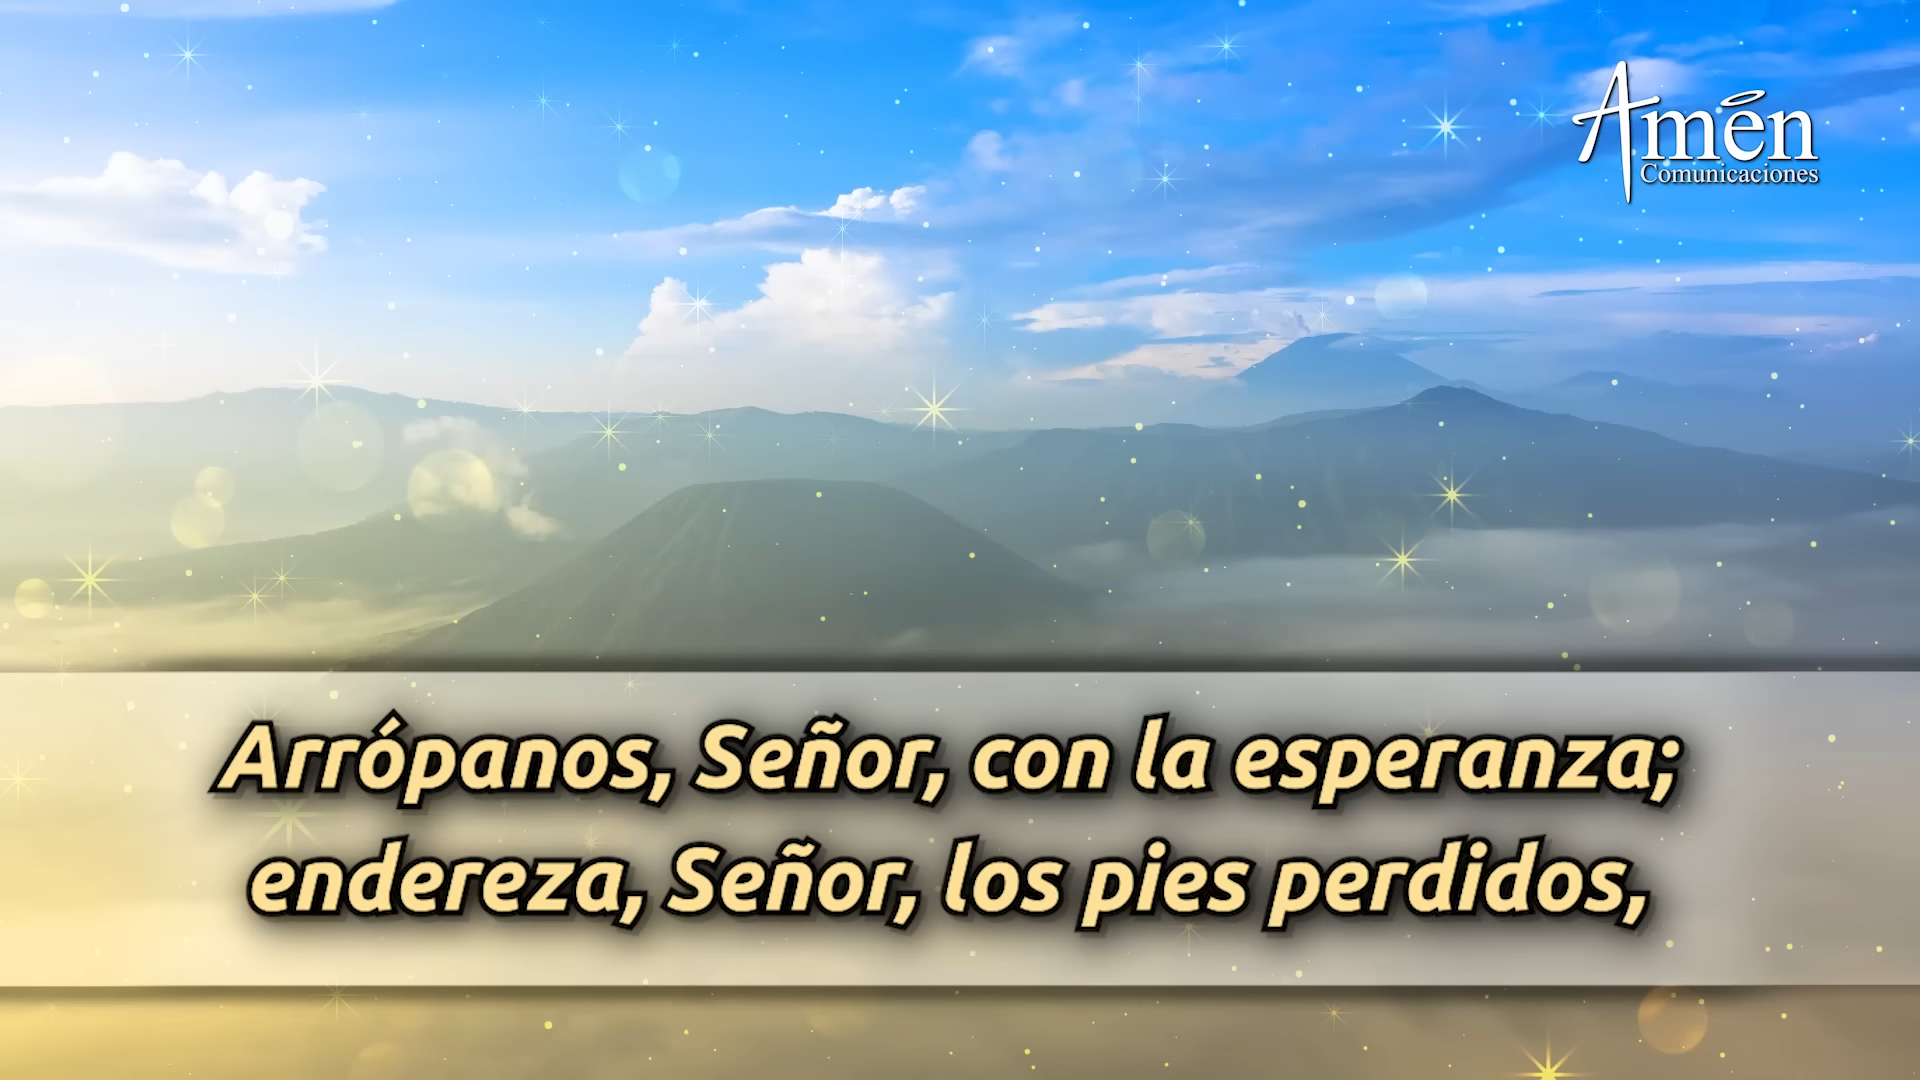 Amén
Comunicaciones
Arrópanos, Señor, con la esperanza;
endereza, Señor, los pies perdidos,